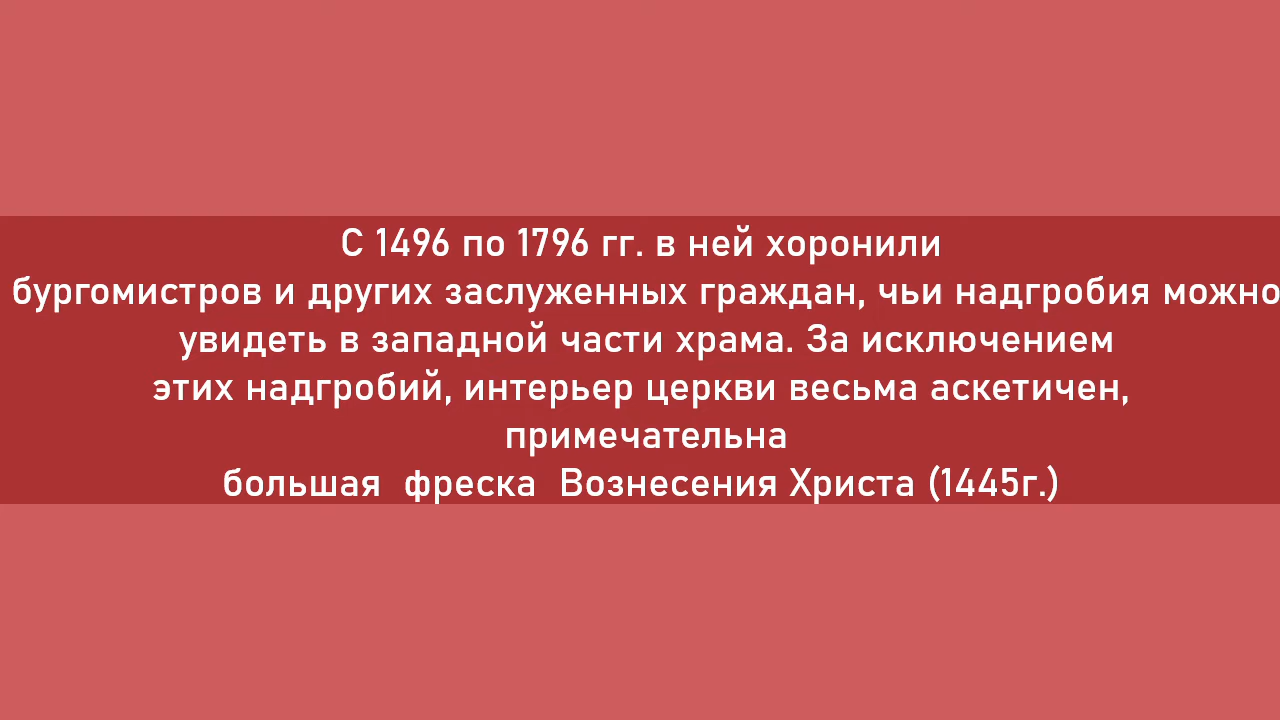 С 1496 по 1796 гг. в ней хоронили
бургомистров и других заслуженных граждан, чьи надгробия можно
увидеть в западной части храма. За исключением
этих надгробий, интерьер церкви весьма аскетичен,
примечательна
большая  фреска  Вознесения Христа (1445г.)